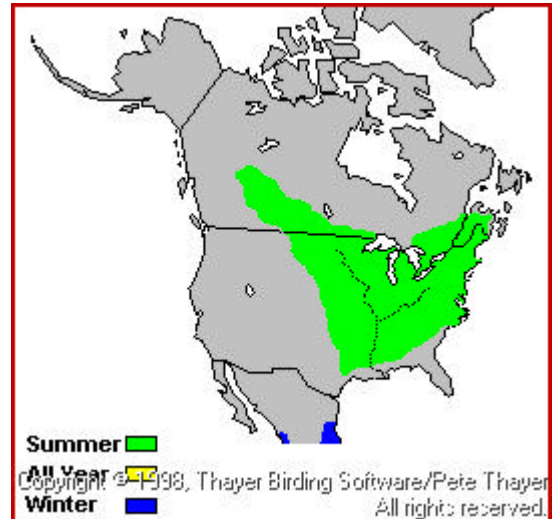 Summer
All Year
Copyright © 1998, Thayer Birding Software/Pete Thayer
Winter
All rights reserved.